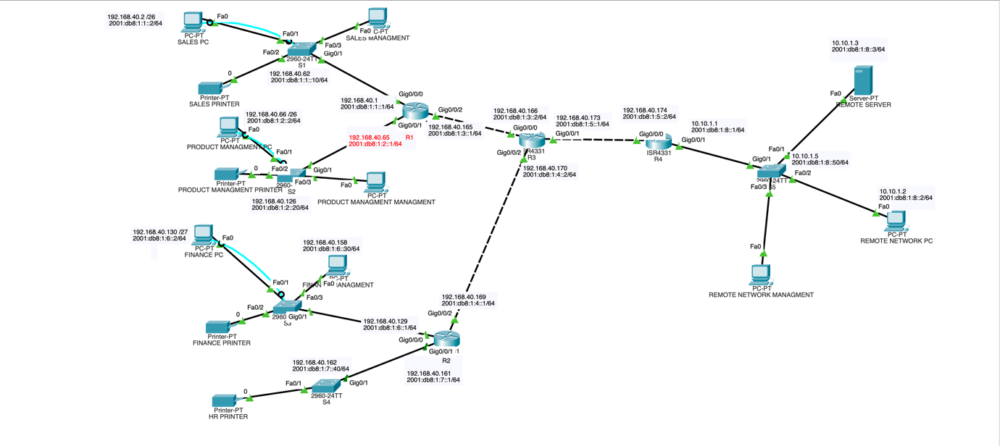 192.168.40.2 /26
2001:db8:1:1::2/64
Fa0
PC-PT
SALES PC
Fa0/1
Fa0
C-PT
SALES MANAGMENT
Fa0/3
Fa0/2
Gig0/1
2960-24TT
S1
0
192.168.40.62
2001:db8:1:1::10/64
Printer-PT
SALES PRINTER
192.168.40.1
2001:db8:1:1::1/64
Gig0/0/0
Gig0/0/2
Gig0/0/1
R1
192.168.40.165
2001:db8:1:3::1/64
192.168.40.65
2001:db8:1:2::1/64
192.168.40.66 /26
2001:db8:1:2::2/64
Fa0
PC-PT
PRODUCT MANAGMENT PC
Fa0/1
0
Fa0/2
Gig0/1
Printer-PT
PRODUCT MANAGMENT PRINTER
2960-
Fa0/3
S2
Fa0
PC-PT
PRODUCT MANAGMENT MANAGMENT
192.168.40.126
2001:db8:1:2::20/64
192.168.40.166
2001:db8:1:3::2/64
Gig0/0/0
192.168.40.173
2001:db8:1:5::1/64
Gig0/0/1
SR4331
R3
Gig0/0/2
192.168.40.170
2001:db8:1:4::2/64
192.168.40.174
2001:db8:1:5::2/64
Gig0/0/0
10.10.1.1
2001:db8:1:8::1/64
Gig0/0/1
ISR4331
R4
10.10.1.3
2001:db8:1:8::3/64
Fa0
Server-PT
REMOTE SERVER
Fa0/1
Gig0/1
10.10.1.5
2001:db8:1:8::50/64
Fa0/2
2960-24TT
Fa0/3
S5
10.10.1.2
2001:db8:1:8::2/64
Fa0
PC-PT
REMOTE NETWORK PC
Fa0
PC-PT
REMOTE NETWORK MANAGMENT
192.168.40.130 /27
2001:db8:1:6::2/64
Fa0
PC-PT
FINANCE PC
192.168.40.158
2001:db8:1:6::30/64
PC-PT
Fa0
Fa0/1
Fa0/3
Fa0/2
2960
Gig0/1
S3
0
Printer-PT
FINANCE PRINTER
192.168.40.129
2001:db8:1:6::1/64
192.168.40.169
2001:db8:1:4::1/64
Gig0/0/2
Gig0/0/0
Gig0/0/1
R2
192.168.40.161
2001:db8:1:7::1/64
192.168.40.162
2001:db8:1:7::40/64
Fa0/1
Gig0/1
2960-24TT
S4
0
Printer-PT
HR PRINTER